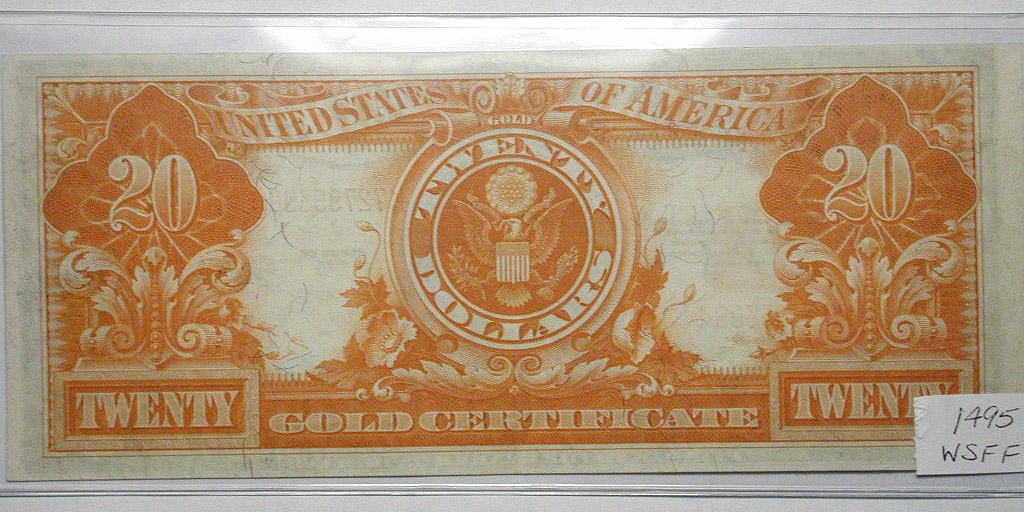 UNITED STATES OF AMERICA
GOLD
20
20
TWENTY
DOLLARS
TWENTY
GOLD CERTIFICATE
TWENTY
1495
WSFF